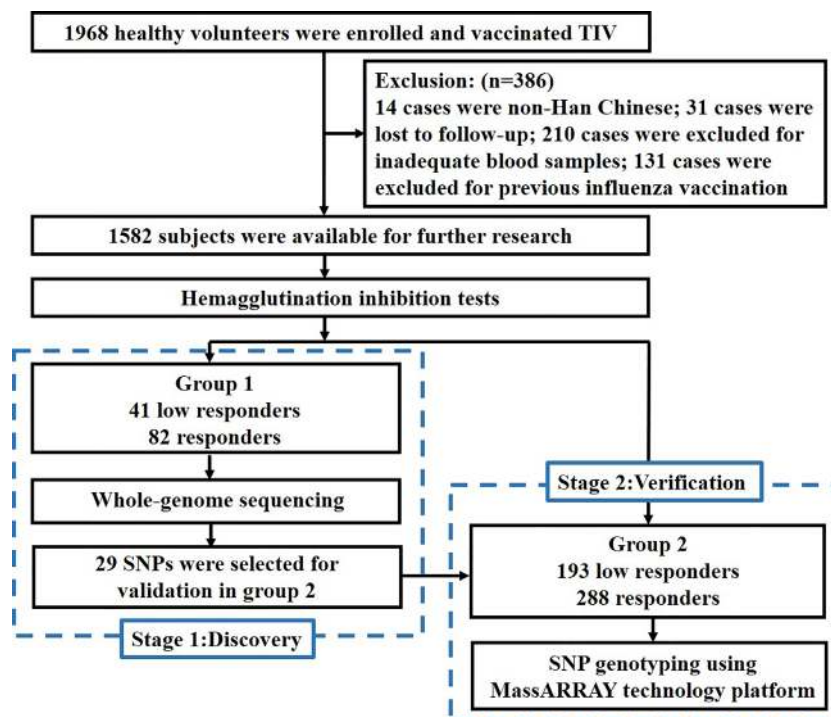 1968 healthy volunteers were enrolled and vaccinated TIV
Exclusion: (n=386)
14 cases were non-Han Chinese; 31 cases were
lost to follow-up; 210 cases were excluded for
inadequate blood samples; 131 cases were
excluded for previous influenza vaccination
1582 subjects were available for further research
Hemagglutination inhibition tests
Group 1
41 low responders
82 responders
Whole-genome sequencing
29 SNPs were selected for
validation in group 2
Stage 1:Discovery
Stage 2:Verification
Group 2
193 low responders
288 responders
SNP genotyping using
MassARRAY technology platform